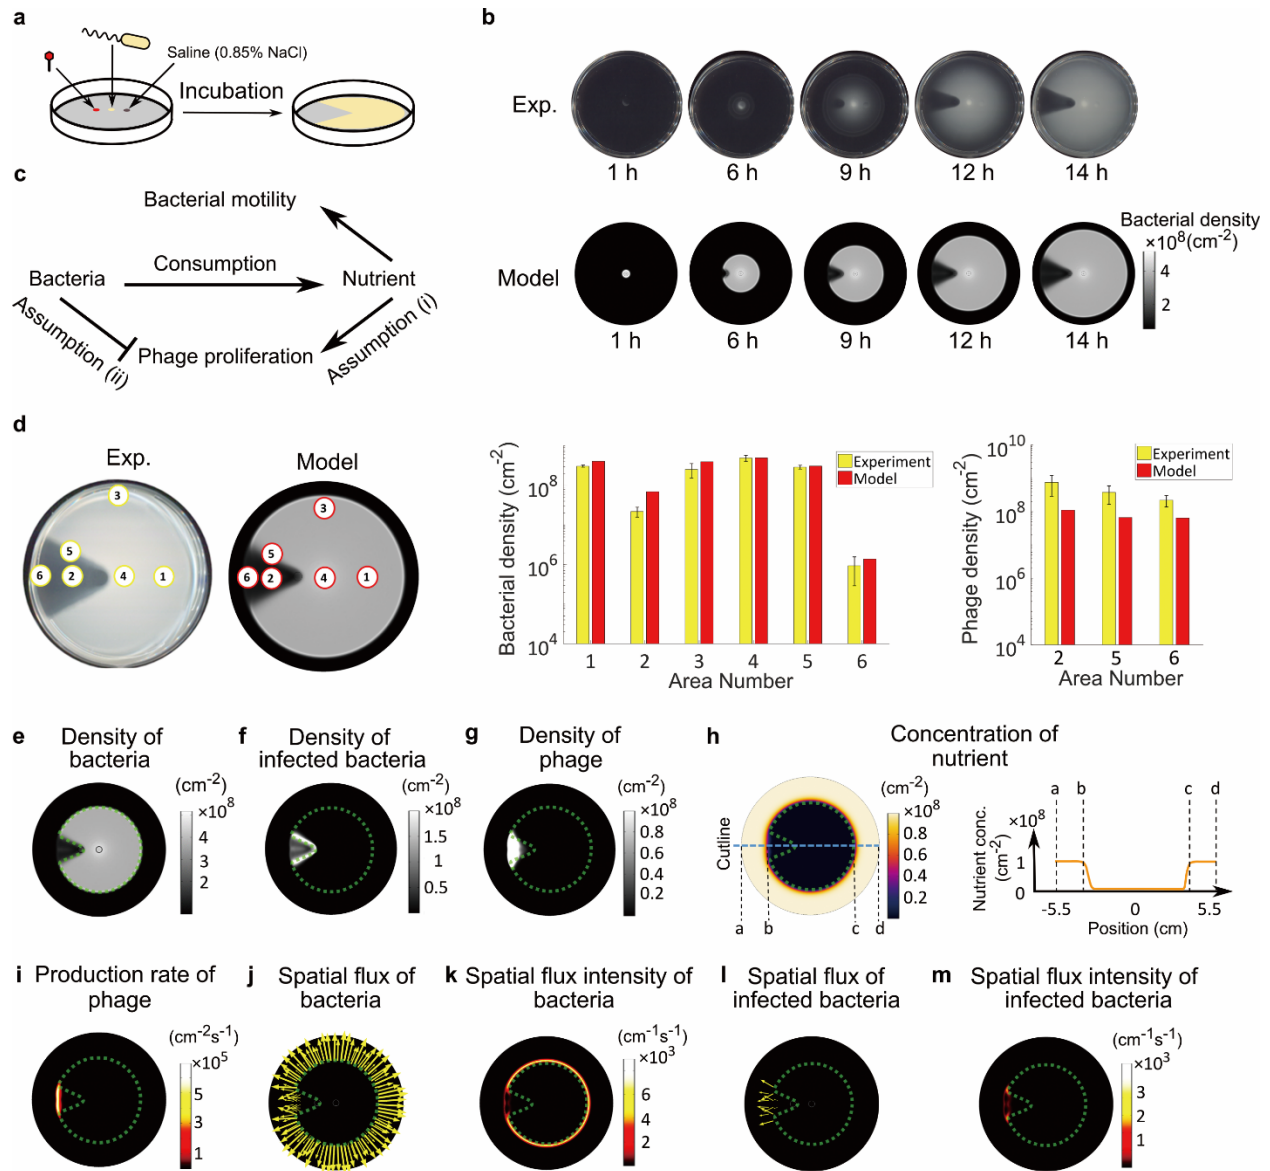 a
Saline (0.85% NaCl)
Incubation
b
Exp.
1 h
6 h
9 h
12 h
14 h
Model
Bacterial density
×10⁸(cm⁻²)
4
2
1 h
6 h
9 h
12 h
14 h
c
Bacterial motility
Bacteria
Consumption
Nutrient
Assumption (ii)
Phage proliferation
Assumption (i)
d
Exp.
Model
3
5
6
2
4
1
3
5
6
2
4
1
Bacterial density (cm⁻²)
10⁸
10⁶
10⁴
Experiment
Model
1
2
3
4
5
6
Area Number
Phage density (cm⁻²)
10¹⁰
10⁸
10⁶
10⁴
Experiment
Model
2
5
6
Area Number
e
Density of
bacteria
(cm⁻²)
×10⁸
4
3
2
f
Density of
infected bacteria
(cm⁻²)
×10⁸
1.5
1
0.5
g
Density of
phage
(cm⁻²)
×10⁸
0.8
0.6
0.4
0.2
h
Concentration of
nutrient
Cutline
a
b
c
d
(cm⁻²)
×10⁸
0.8
0.6
0.4
0.2
a
b
c
d
Nutrient conc.
(cm⁻²)
×10⁸
1
0
-5.5
0
5.5
Position (cm)
i
Production rate of
phage
(cm⁻²s⁻¹)
×10⁵
5
3
1
j
Spatial flux of
bacteria
k
Spatial flux intensity of
bacteria
(cm⁻¹s⁻¹)
×10³
6
4
2
l
Spatial flux of
infected bacteria
m
Spatial flux intensity of
infected bacteria
(cm⁻¹s⁻¹)
×10³
3
2
1